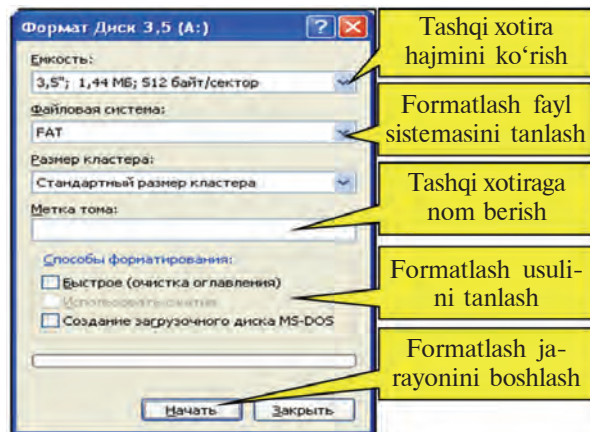 Формат Диск 3,5 (A:)
Емкость:
3,5"; 1,44 МБ; 512 байт/сектор
Файловая система:
FAT
Размер кластера:
Стандартный размер кластера
Метка тома:
Способы форматирования:
Быстрое (очистка оглавления)
Использовать сжатие
Создание загрузочного диска MS-DOS
Начать
Закрыть
Tashqi xotira
hajmini ko‘rish
Formatlash fayl
sistemasini tanlash
Tashqi xotiraga
nom berish
Formatlash usuli-
ni tanlash
Formatlash ja-
rayonini boshlash